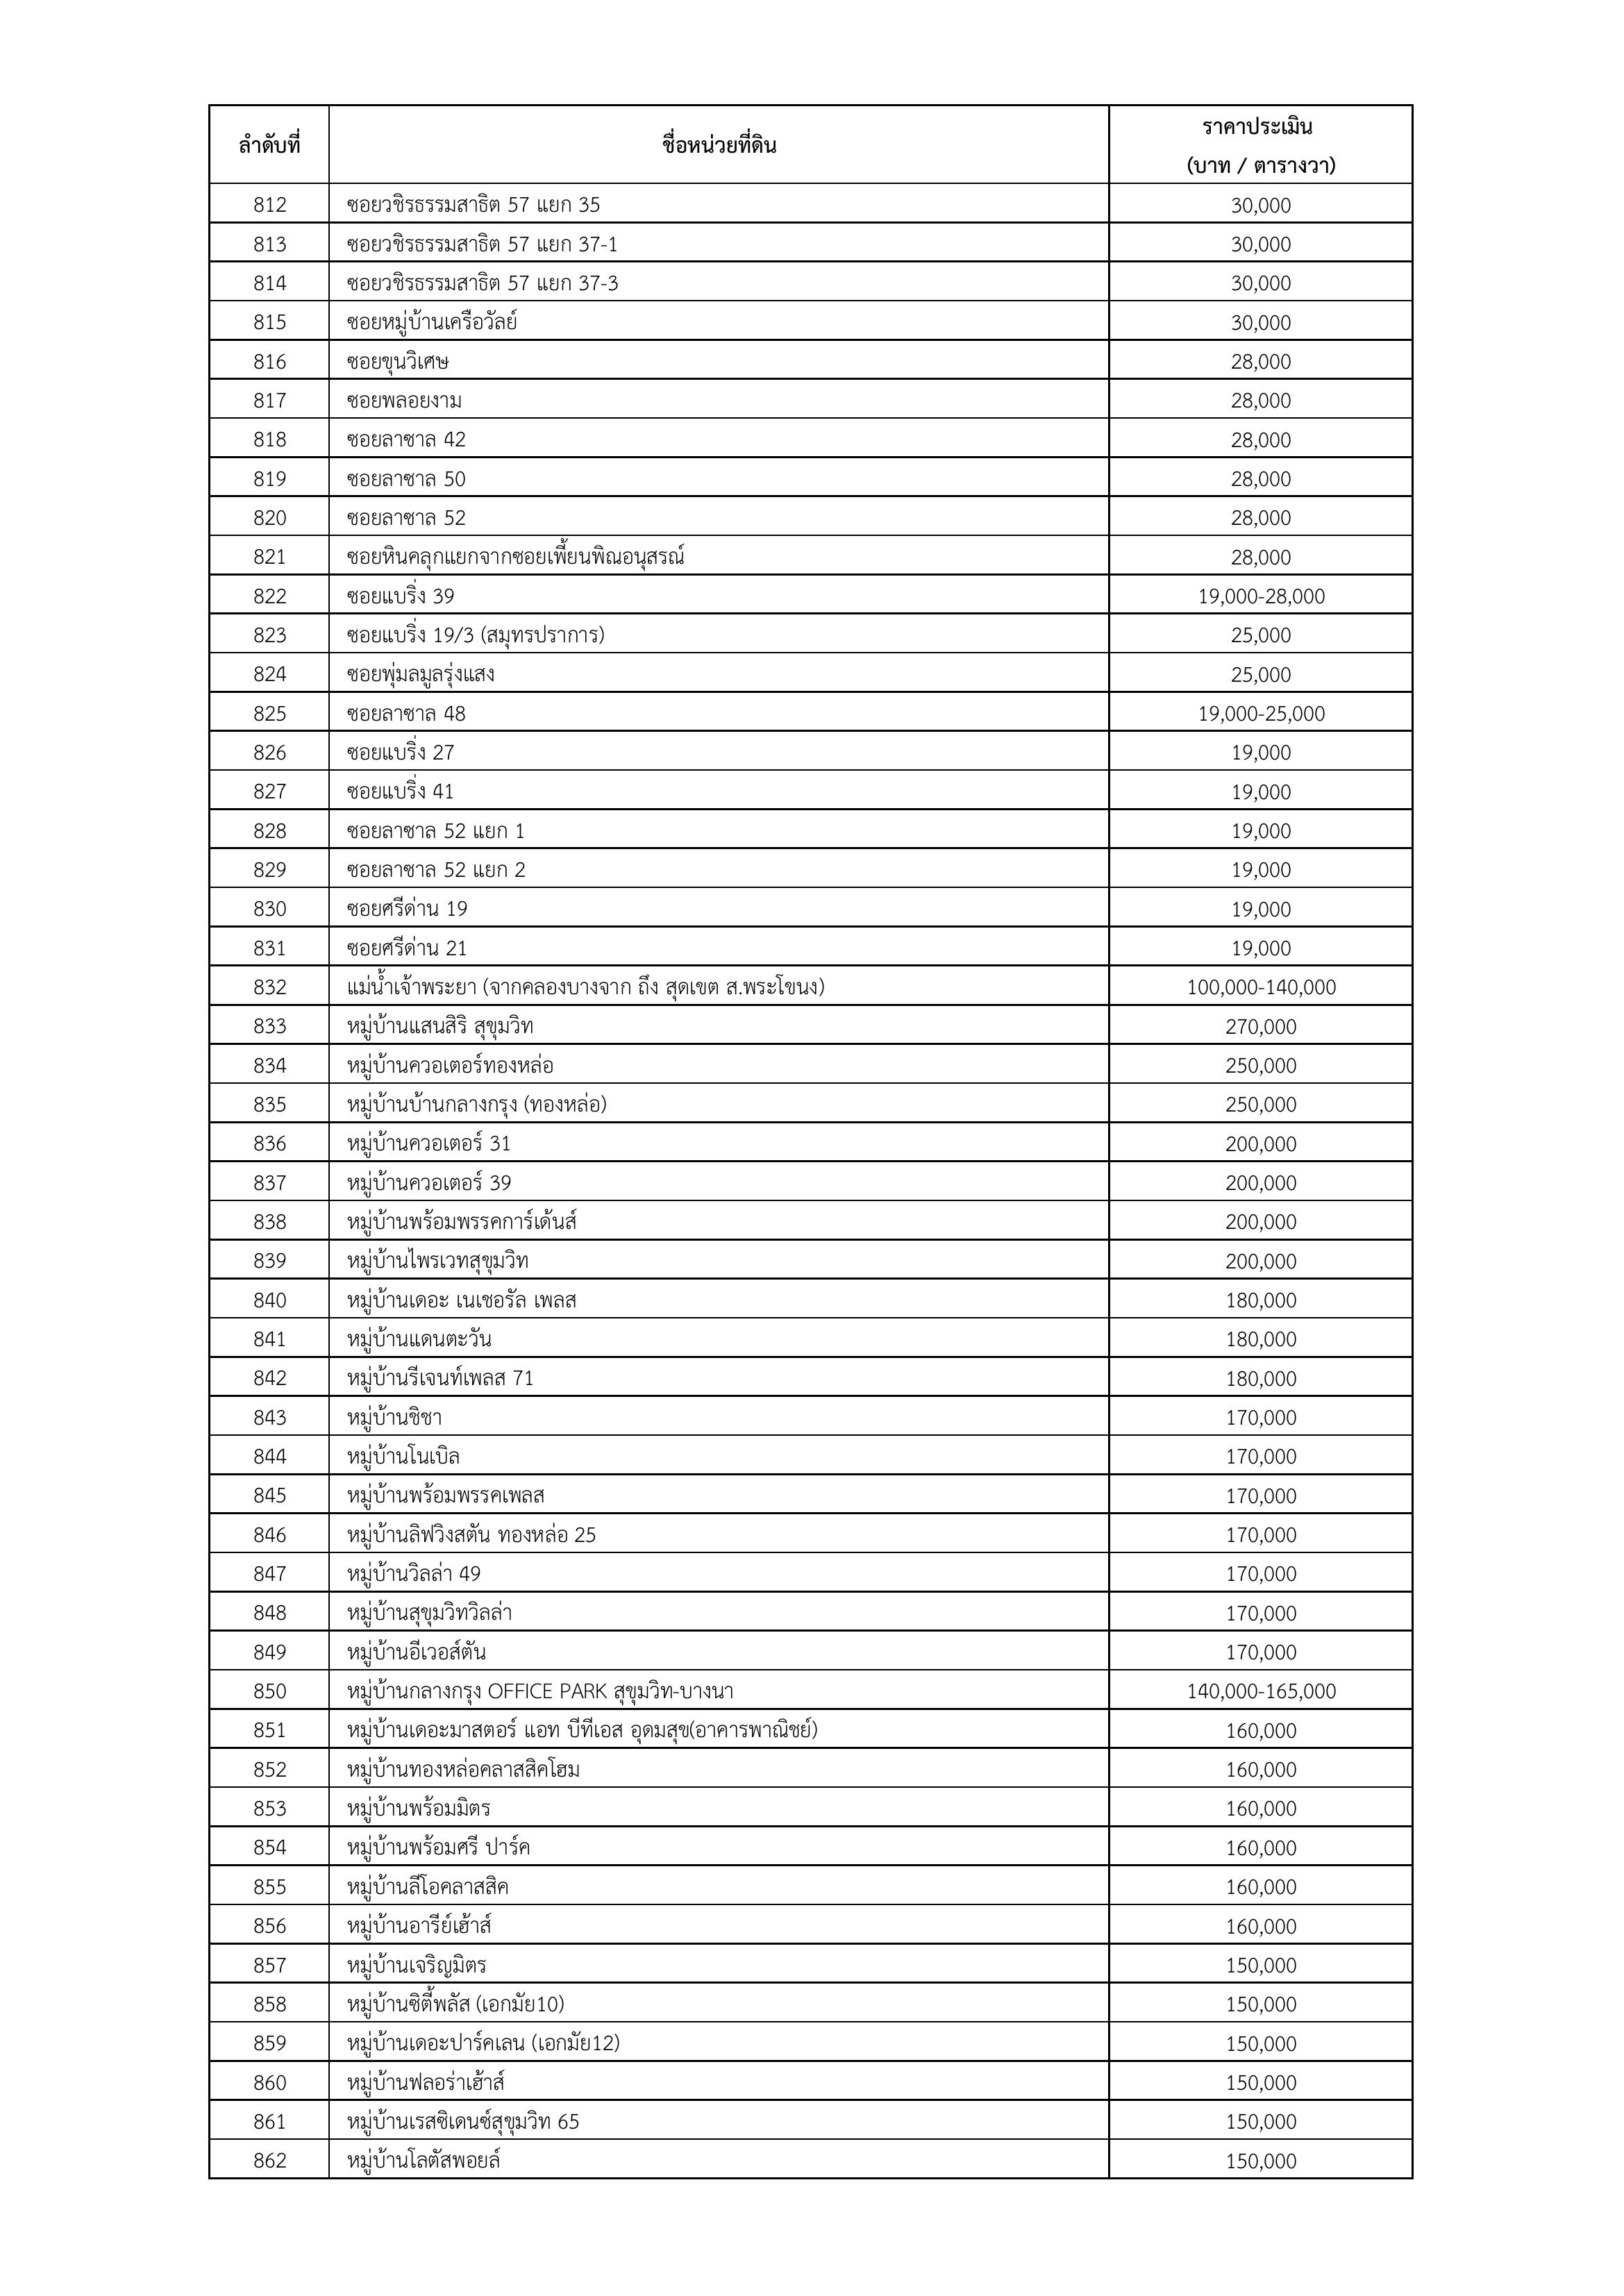 ลำดับที่ ชื่อหน่วยที่ดิน ราคาประเมิน
(บาท / ตารางวา)
812 ซอยวชิรธรรมสาธิต 57 แยก 35 30,000
813 ซอยวชิรธรรมสาธิต 57 แยก 37-1 30,000
814 ซอยวชิรธรรมสาธิต 57 แยก 37-3 30,000
815 ซอยหมู่บ้านเครือวัลย์ 30,000
816 ซอยขุนวิเศษ 28,000
817 ซอยพลอยงาม 28,000
818 ซอยลาซาล 42 28,000
819 ซอยลาซาล 50 28,000
820 ซอยลาซาล 52 28,000
821 ซอยหินคลุกแยกจากซอยเพี้ยนพิณอนุสรณ์ 28,000
822 ซอยแบริ่ง 39 19,000-28,000
823 ซอยแบริ่ง 19/3 (สมุทรปราการ) 25,000
824 ซอยพุ่มลมูลรุ่งแสง 25,000
825 ซอยลาซาล 48 19,000-25,000
826 ซอยแบริ่ง 27 19,000
827 ซอยแบริ่ง 41 19,000
828 ซอยลาซาล 52 แยก 1 19,000
829 ซอยลาซาล 52 แยก 2 19,000
830 ซอยศรีด่าน 19 19,000
831 ซอยศรีด่าน 21 19,000
832 แม่น้ำเจ้าพระยา (จากคลองบางจาก ถึง สุดเขต ส.พระโขนง) 100,000-140,000
833 หมู่บ้านแสนสิริ สุขุมวิท 270,000
834 หมู่บ้านควอเตอร์ทองหล่อ 250,000
835 หมู่บ้านบ้านกลางกรุง (ทองหล่อ) 250,000
836 หมู่บ้านควอเตอร์ 31 200,000
837 หมู่บ้านควอเตอร์ 39 200,000
838 หมู่บ้านพร้อมพรรคการ์เด้นส์ 200,000
839 หมู่บ้านไพรเวทสุขุมวิท 200,000
840 หมู่บ้านเดอะ เนเชอรัล เพลส 180,000
841 หมู่บ้านแดนตะวัน 180,000
842 หมู่บ้านรีเจนท์เพลส 71 180,000
843 หมู่บ้านชิชา 170,000
844 หมู่บ้านโนเบิล 170,000
845 หมู่บ้านพร้อมพรรคเพลส 170,000
846 หมู่บ้านลิฟวิงสตัน ทองหล่อ 25 170,000
847 หมู่บ้านวิลล่า 49 170,000
848 หมู่บ้านสุขุมวิทวิลล่า 170,000
849 หมู่บ้านอีเวอส์ตัน 170,000
850 หมู่บ้านกลางกรุง OFFICE PARK สุขุมวิท-บางนา 140,000-165,000
851 หมู่บ้านเดอะมาสตอร์ แอท บีทีเอส อุดมสุข(อาคารพาณิชย์) 160,000
852 หมู่บ้านทองหล่อคลาสสิคโฮม 160,000
853 หมู่บ้านพร้อมมิตร 160,000
854 หมู่บ้านพร้อมศรี ปาร์ค 160,000
855 หมู่บ้านลีโอคลาสสิค 160,000
856 หมู่บ้านอารีย์เฮ้าส์ 160,000
857 หมู่บ้านเจริญมิตร 150,000
858 หมู่บ้านซิตี้พลัส (เอกมัย10) 150,000
859 หมู่บ้านเดอะปาร์คเลน (เอกมัย12) 150,000
860 หมู่บ้านฟลอร่าเฮ้าส์ 150,000
861 หมู่บ้านเรสซิเดนซ์สุขุมวิท 65 150,000
862 หมู่บ้านโลตัสพอยล์ 150,000